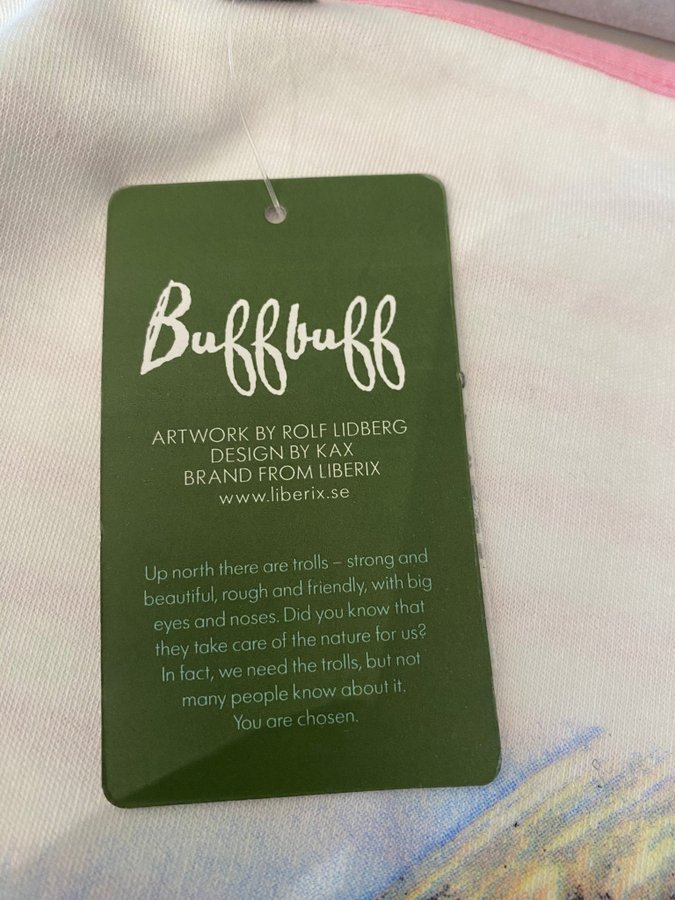 Buffbuff
ARTWORK BY ROLF LIDBERG
DESIGN BY KAX
BRAND FROM LIBERIX
www.liberix.se
Up north there are trolls – strong and
beautiful, rough and friendly, with big
eyes and noses. Did you know that
they take care of the nature for us?
In fact, we need the trolls, but not
many people know about it.
You are chosen.